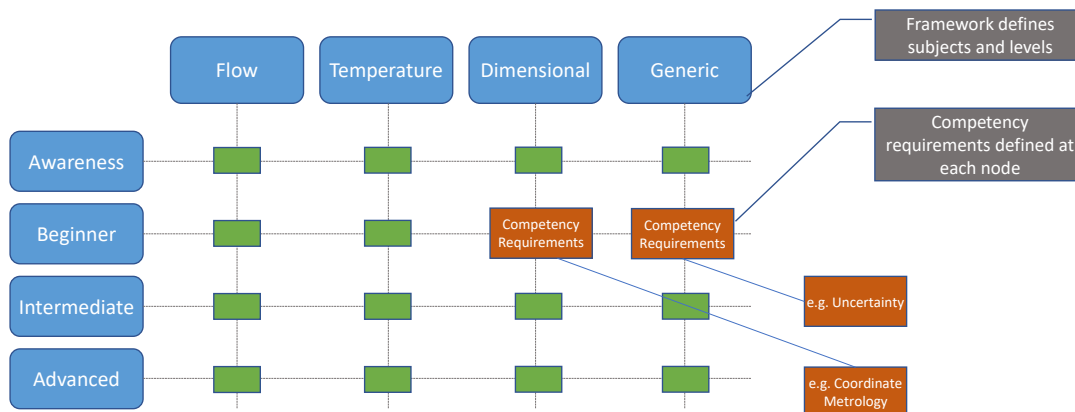 Flow
Temperature
Dimensional
Generic
Framework defines
subjects and levels
Awareness
Competency
requirements defined at
each node
Beginner
Competency
Requirements
Competency
Requirements
Intermediate
e.g. Uncertainty
Advanced
e.g. Coordinate
Metrology